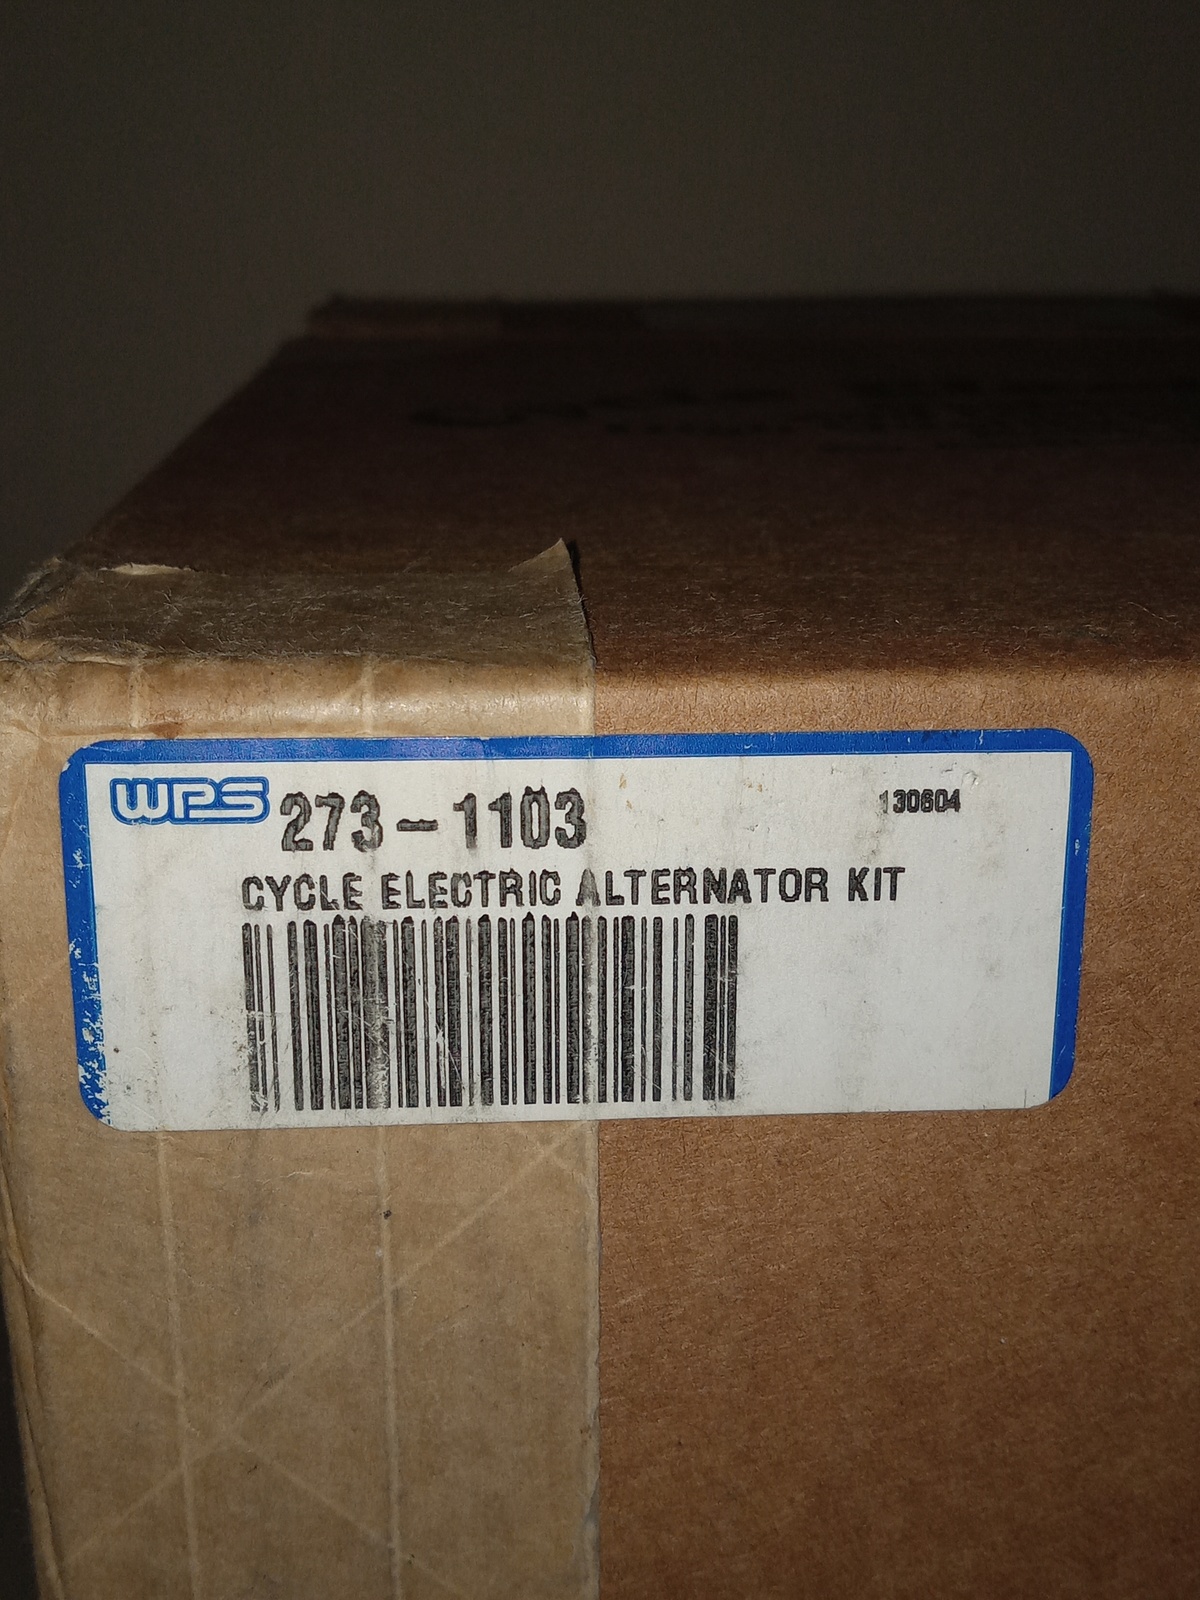 WPS 273-1103 130604
CYCLE ELECTRIC ALTERNATOR KIT